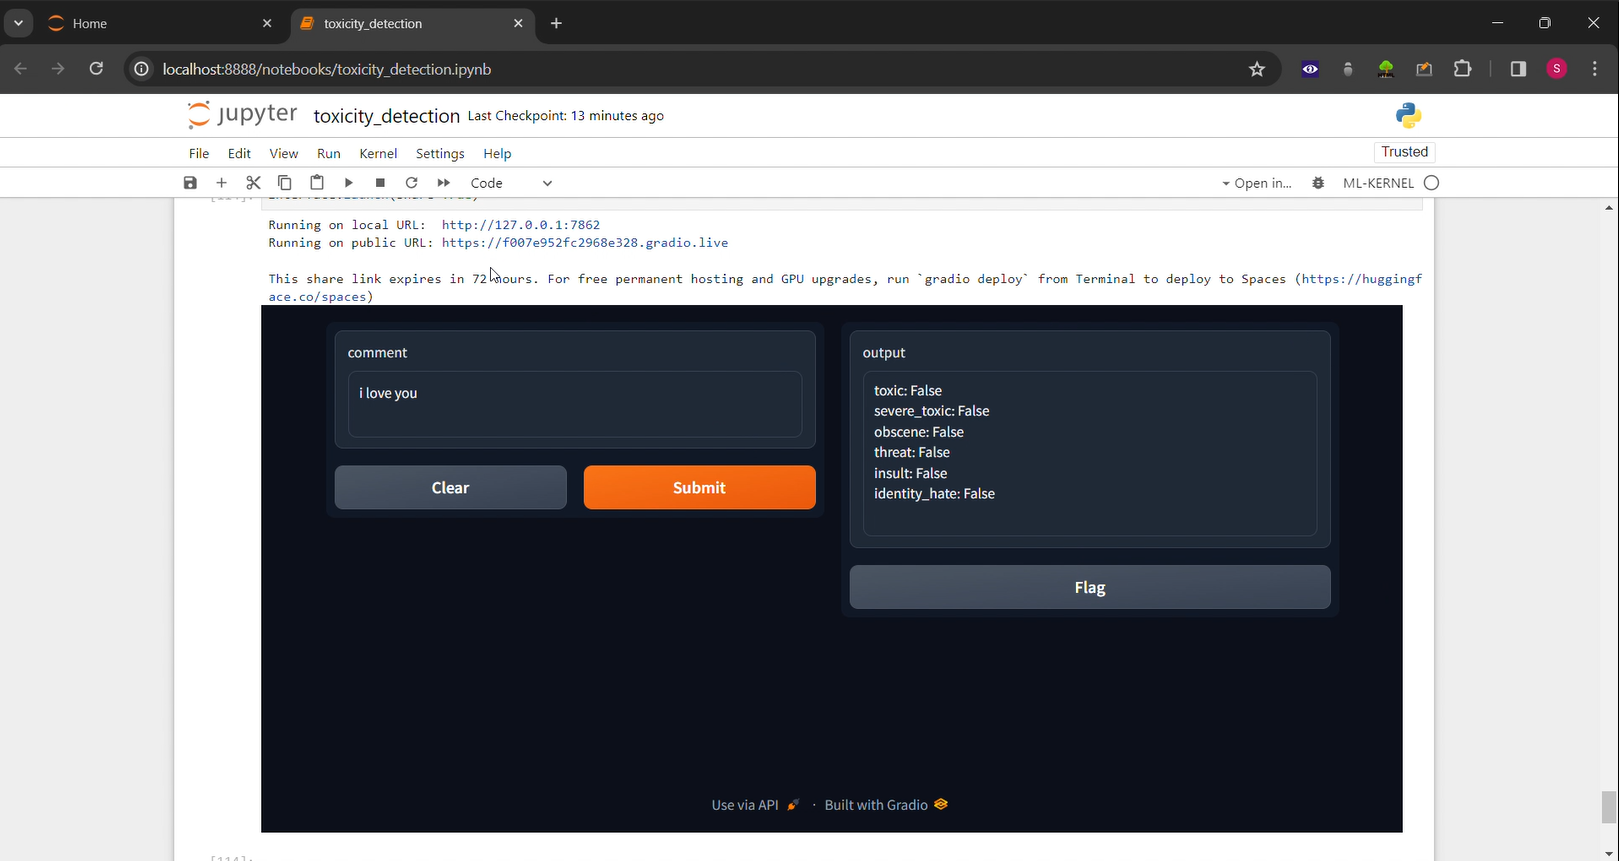 Home
toxicity_detection
localhost:8888/notebooks/toxicity_detection.ipynb
S
jupyter toxicity_detection Last Checkpoint: 13 minutes ago
File Edit View Run Kernel Settings Help
Trusted
Code
Open in...
ML-KERNEL
Running on local URL: http://127.0.0.1:7862
Running on public URL: https://f007e952fc2968e328.gradio.live
This share link expires in 72 hours. For free permanent hosting and GPU upgrades, run `gradio deploy` from Terminal to deploy to Spaces (https://huggingf
ace.co/spaces)
comment
i love you
Clear
Submit
output
toxic: False
severe_toxic: False
obscene: False
threat: False
insult: False
identity_hate: False
Flag
Use via API · Built with Gradio